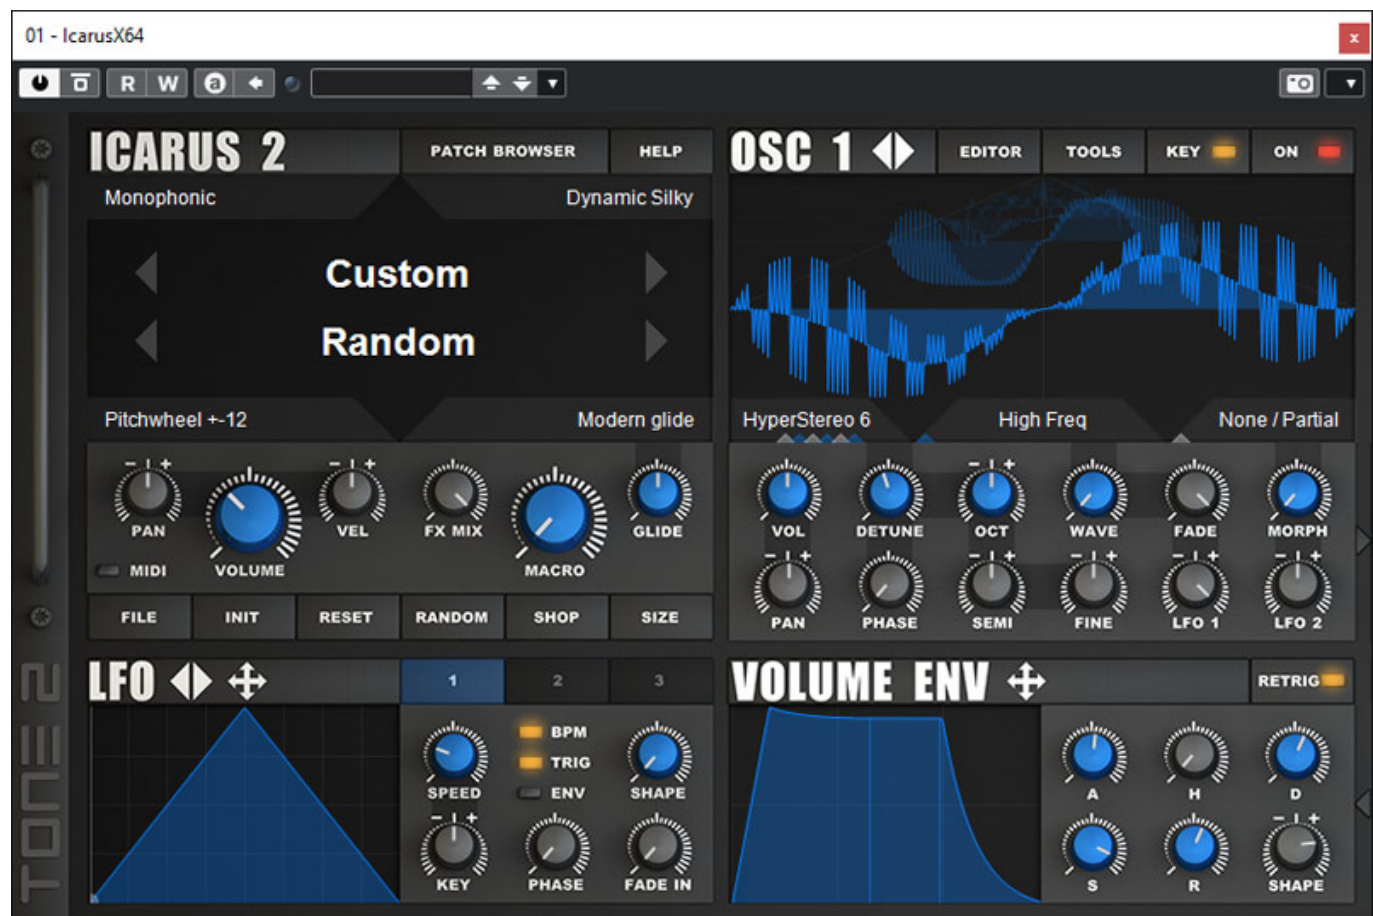 01 - IcarusX64
x
R W a
ICARUS 2 PATCH BROWSER HELP
Monophonic Dynamic Silky
Custom
Random
Pitchwheel +-12 Modern glide
PAN VEL FX MIX GLIDE
MIDI VOLUME MACRO
FILE INIT RESET RANDOM SHOP SIZE
OSC 1 EDITOR TOOLS KEY ON
HyperStereo 6 High Freq None / Partial
VOL DETUNE OCT WAVE FADE MORPH
PAN PHASE SEMI FINE LFO 1 LFO 2
LFO 1 2 3
BPM
TRIG
SPEED ENV SHAPE
KEY PHASE FADE IN
VOLUME ENV RETRIG
A H D
S R SHAPE
TONE 2